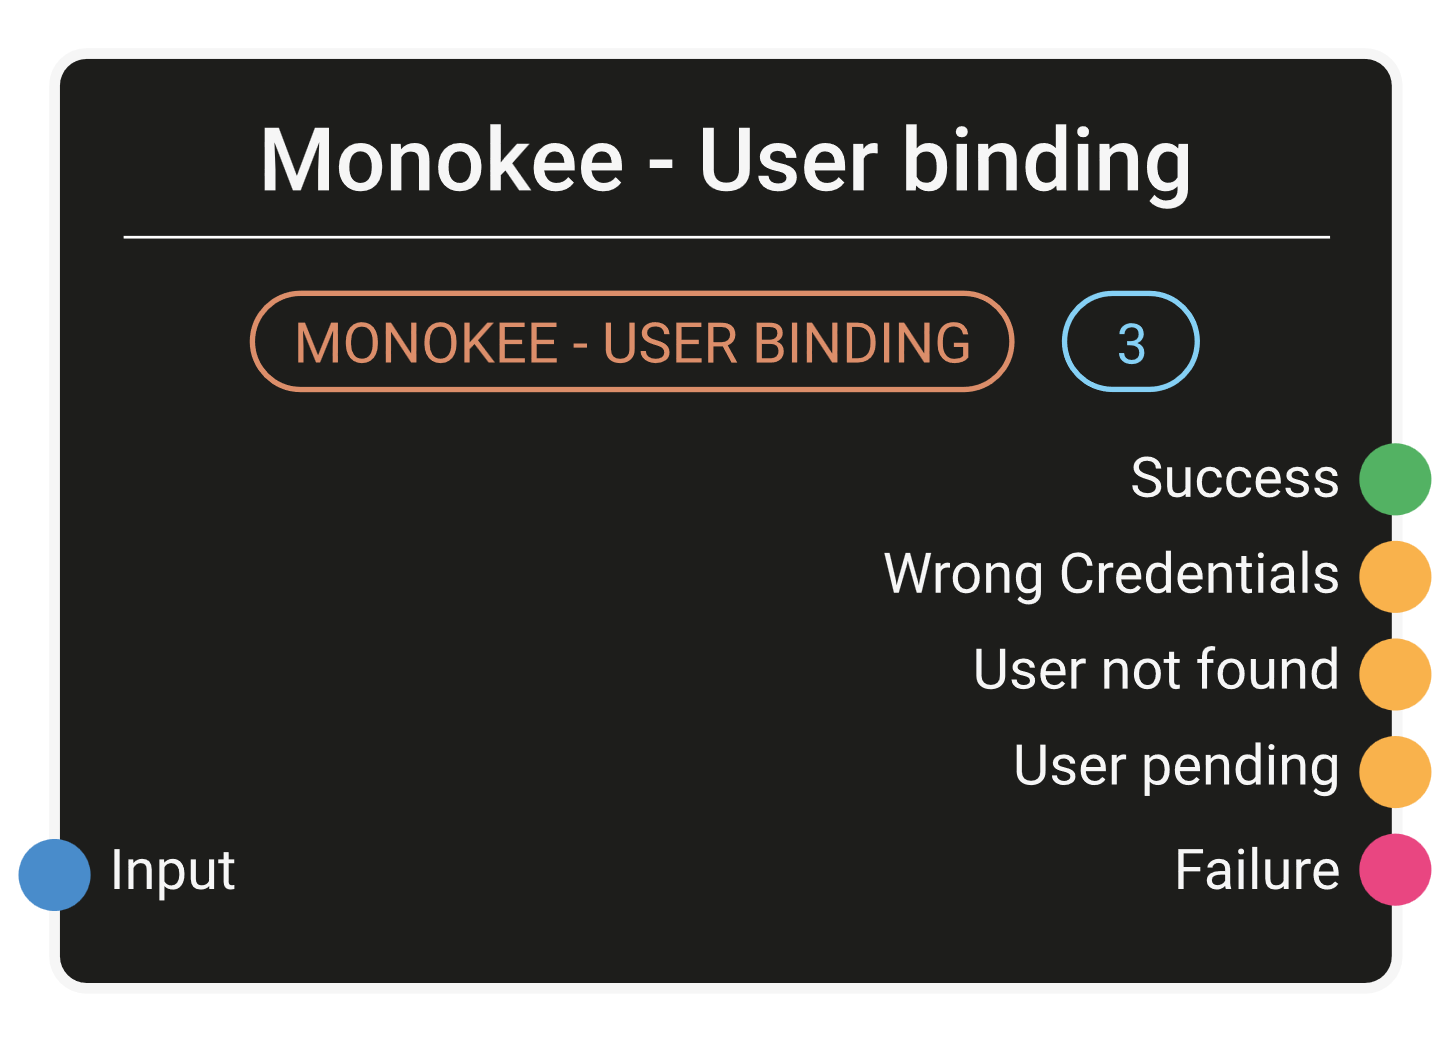 Monokee - User binding
MONOKEE - USER BINDING 3
Success
Wrong Credentials
User not found
User pending
Input Failure